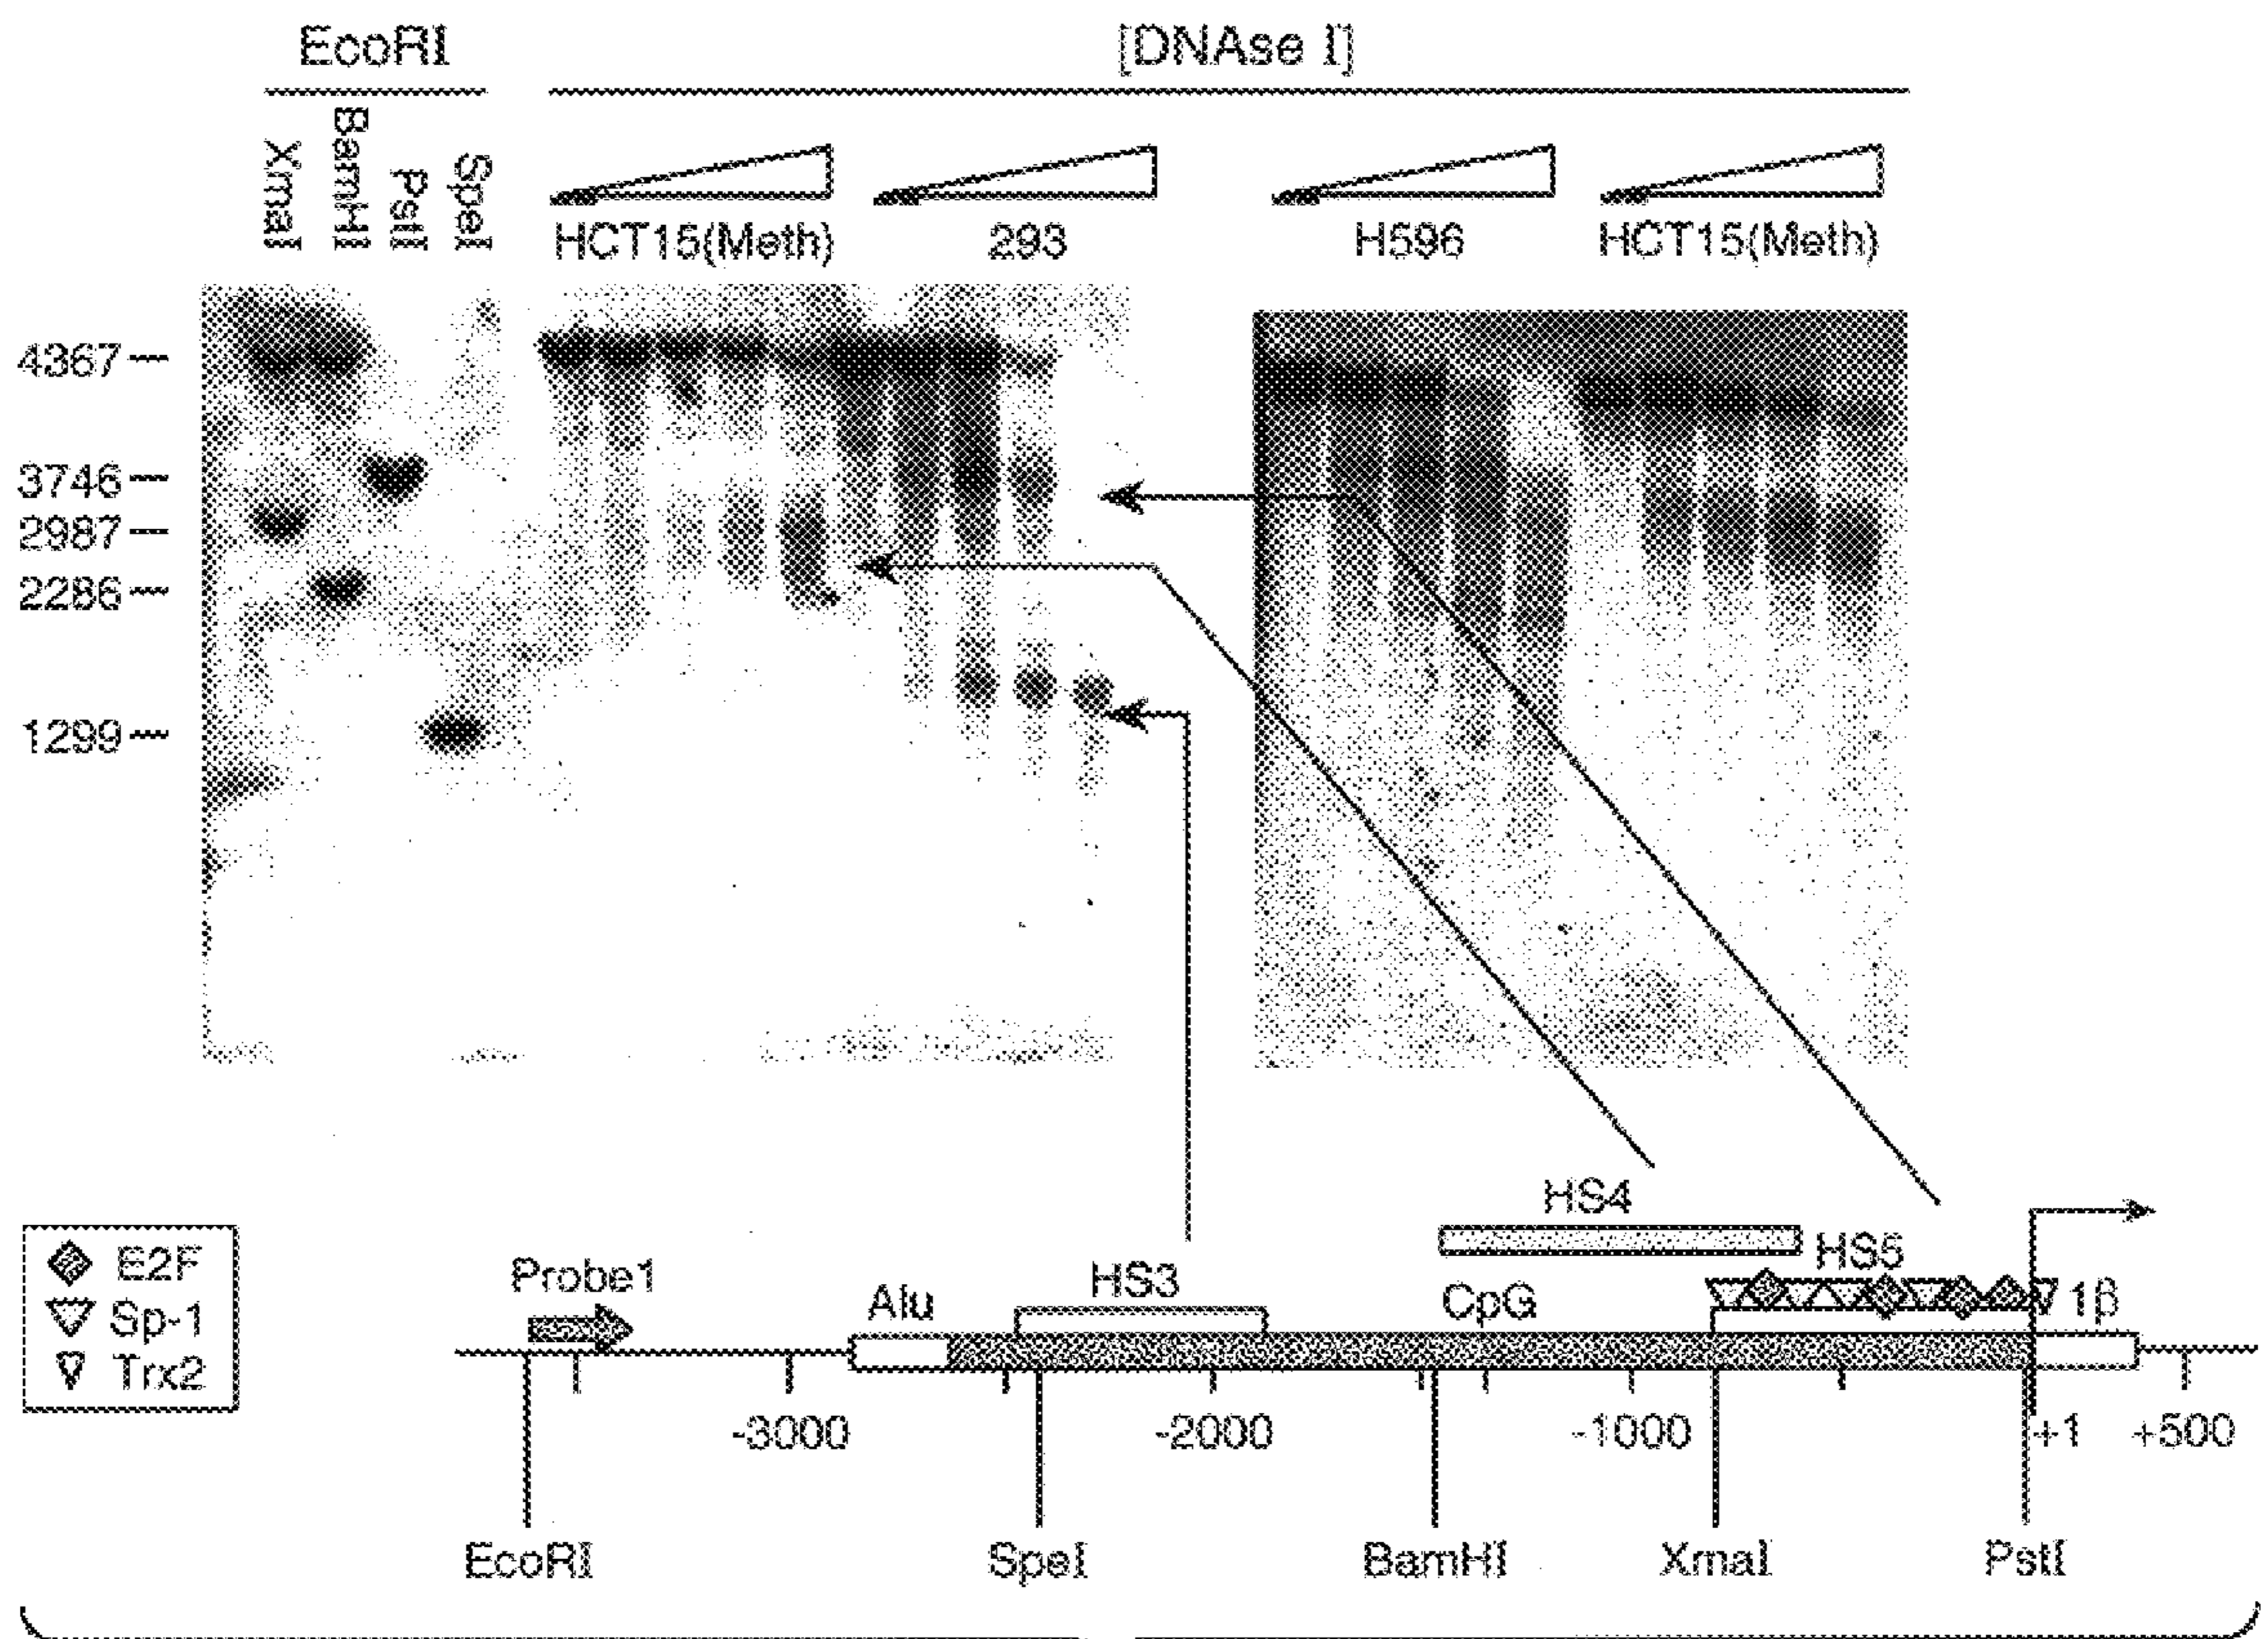 EcoRI
[DNAse I]
XmaI
BamHI
PstI
SpeI
HCT15(Meth)
293
H596
HCT15(Meth)
4367
3746
2987
2286
1299
E2F
Sp-1
Trx2
Probe1
Alu
HS3
CpG
HS4
HS5
1β
-3000
-2000
-1000
+1
+500
EcoRI
SpeI
BamHI
XmaI
PstI